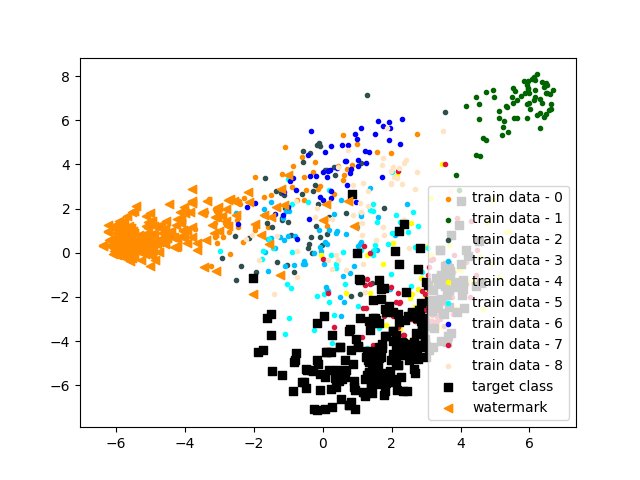 8
6
4
2
0
−2
−4
−6
−6
−4
−2
0
2
4
6
train data - 0
train data - 1
train data - 2
train data - 3
train data - 4
train data - 5
train data - 6
train data - 7
train data - 8
target class
watermark